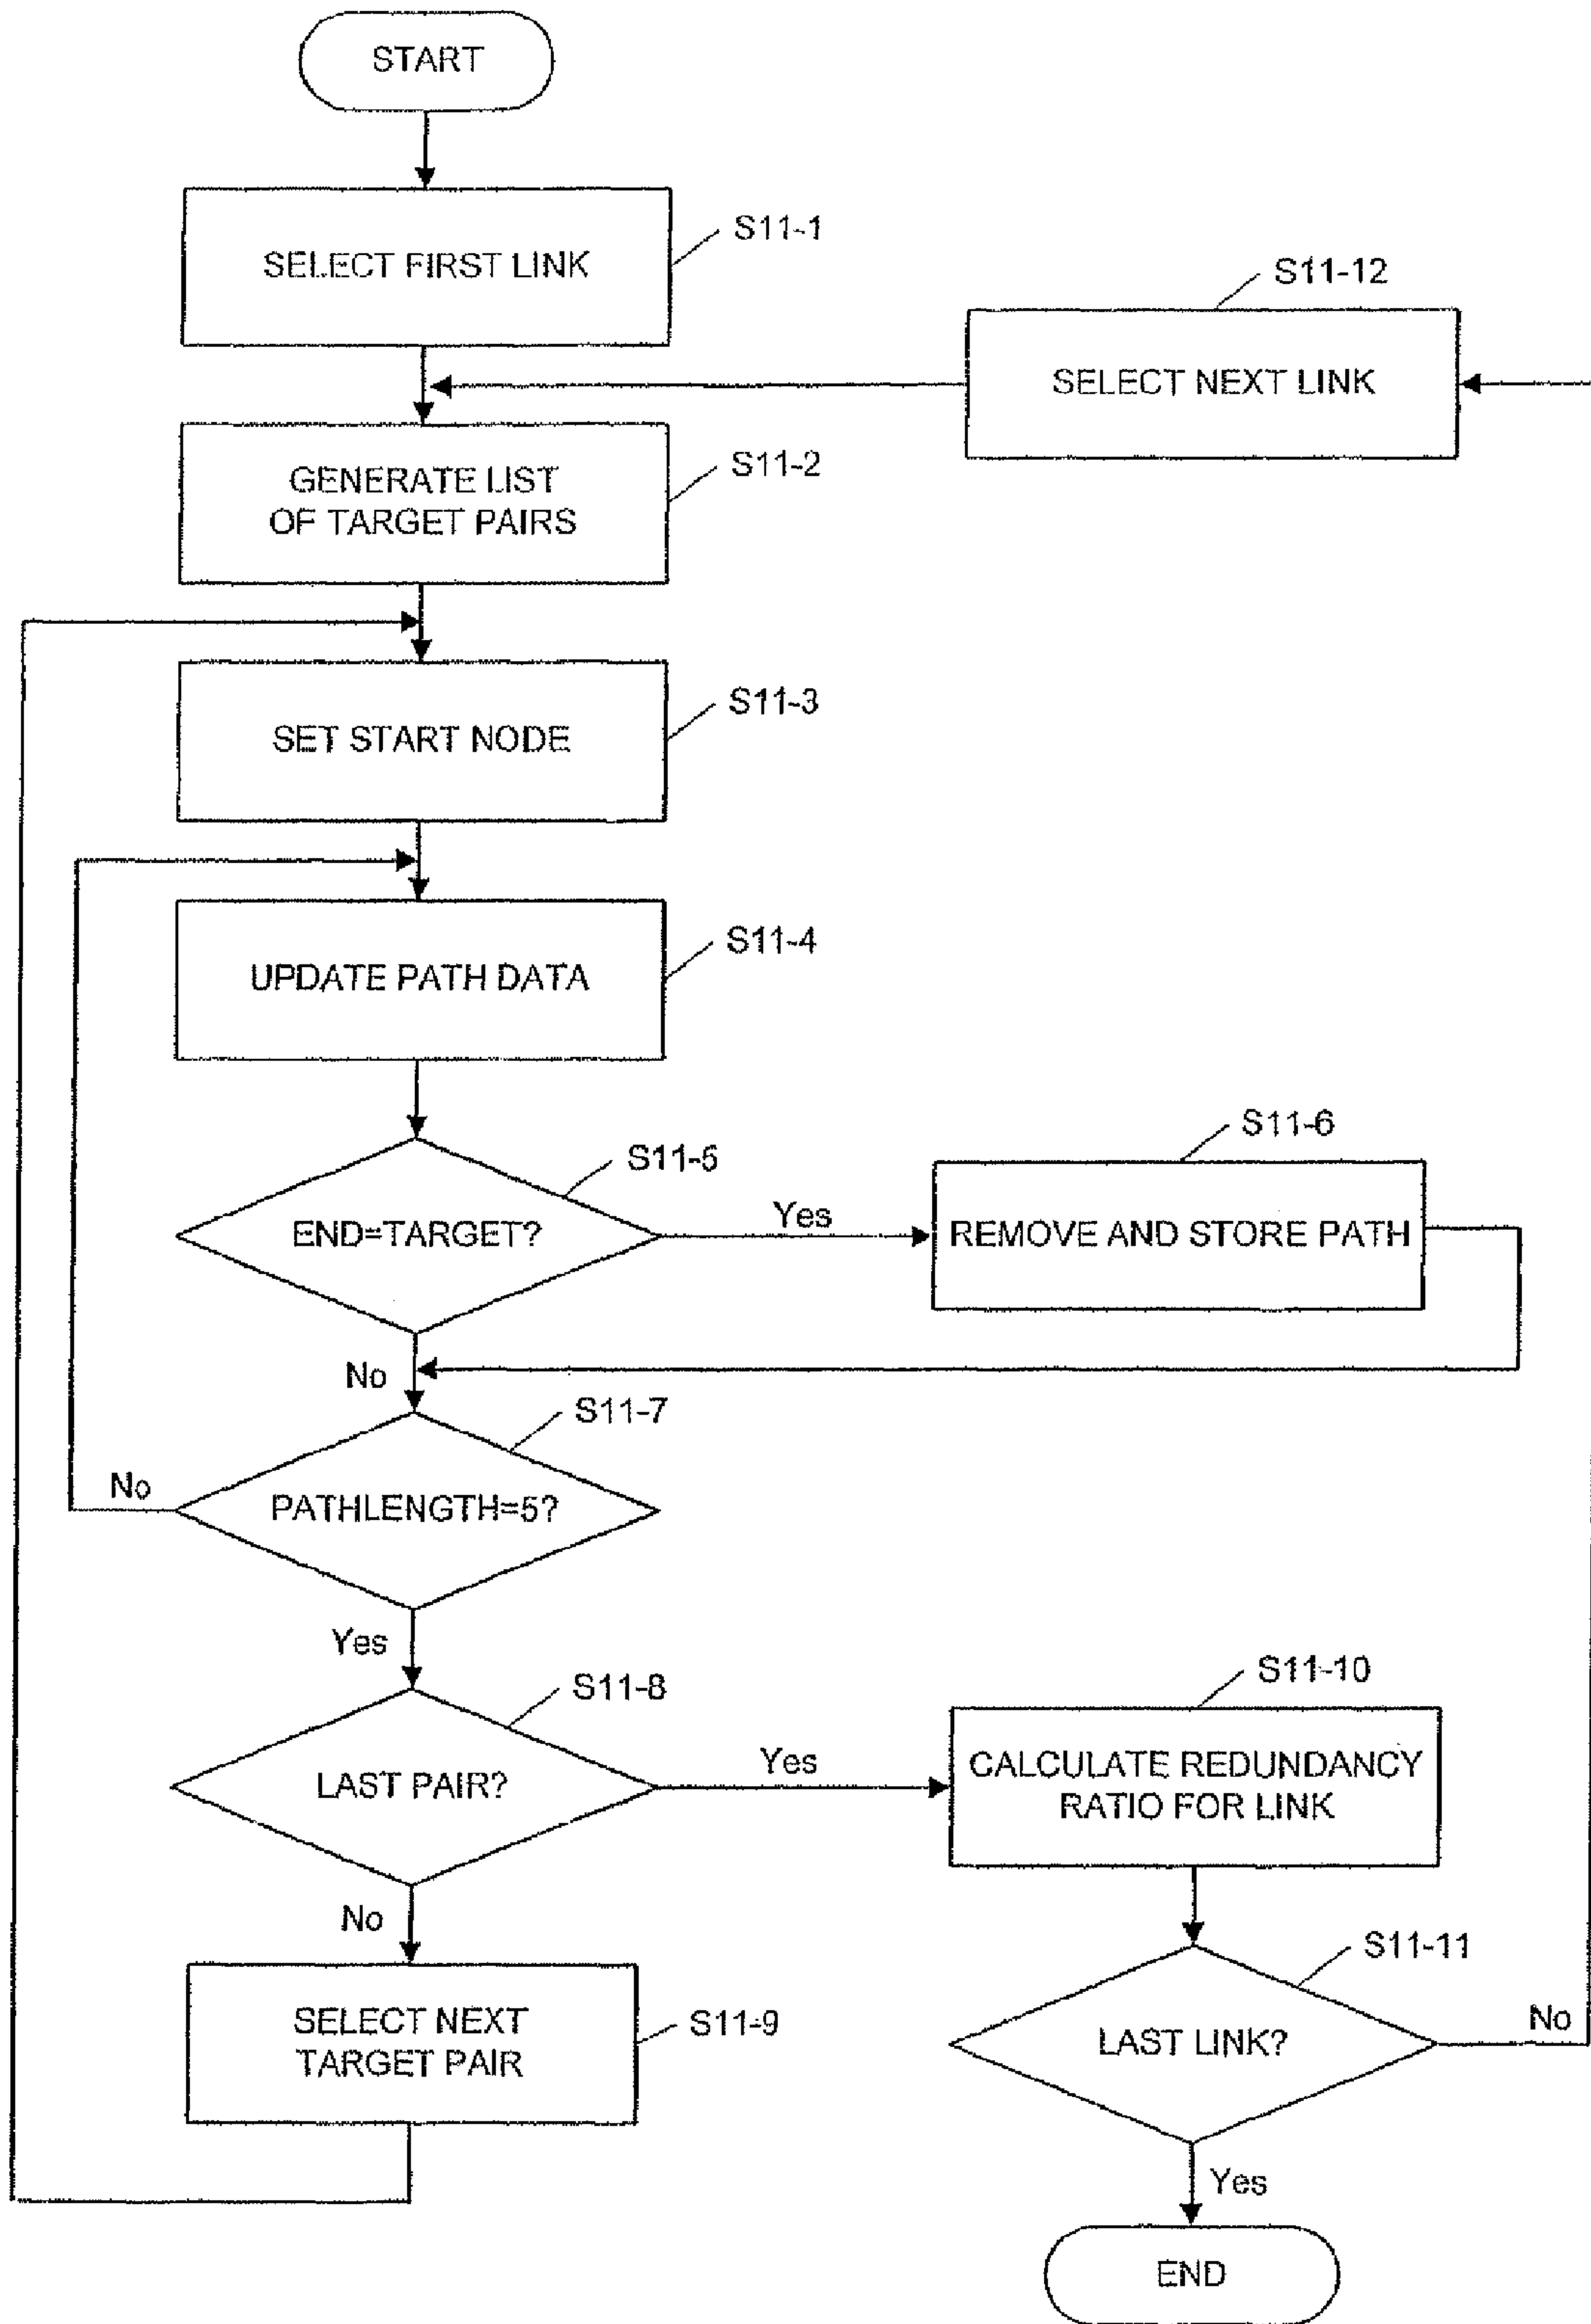 START
SELECT FIRST LINK
S11-1
S11-12
SELECT NEXT LINK
GENERATE LIST
OF TARGET PAIRS
S11-2
SET START NODE
S11-3
UPDATE PATH DATA
S11-4
END=TARGET?
S11-5
Yes
S11-6
REMOVE AND STORE PATH
No
S11-7
PATHLENGTH=5?
No
Yes
S11-8
LAST PAIR?
Yes
S11-10
CALCULATE REDUNDANCY
RATIO FOR LINK
No
SELECT NEXT
TARGET PAIR
S11-9
S11-11
LAST LINK?
No
Yes
END